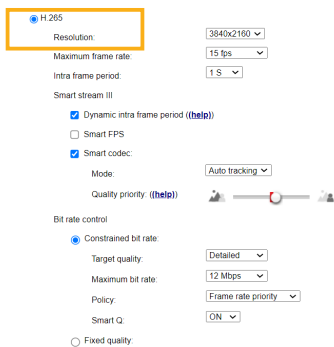 H.265
Resolution: 3840x2160
Maximum frame rate: 15 fps
Intra frame period: 1 S
Smart stream III
Dynamic intra frame period ((help))
Smart FPS
Smart codec:
Mode: Auto tracking
Quality priority: ((help))
Bit rate control
Constrained bit rate:
Target quality: Detailed
Maximum bit rate: 12 Mbps
Policy: Frame rate priority
Smart Q: ON
Fixed quality: